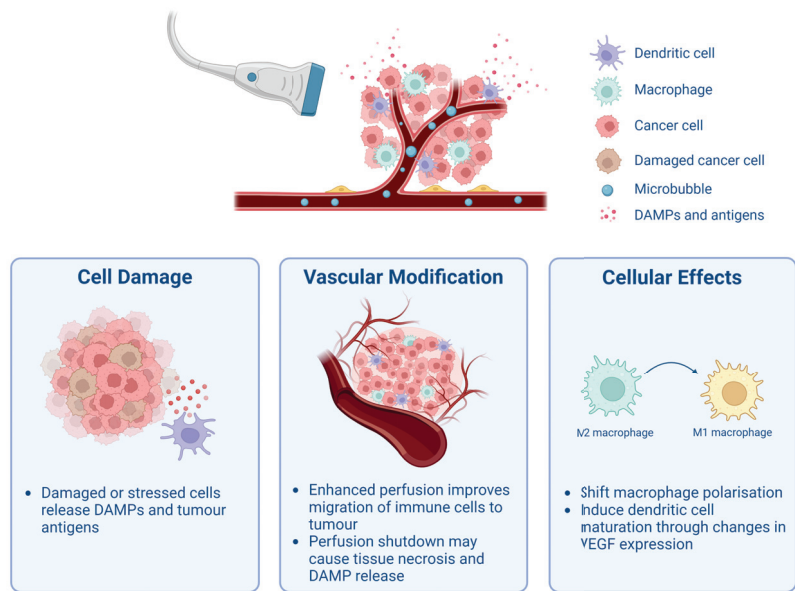 Dendritic cell
Macrophage
Cancer cell
Damaged cancer cell
Microbubble
DAMPs and antigens
Cell Damage
• Damaged or stressed cells
release DAMPs and tumour
antigens
Vascular Modification
• Enhanced perfusion improves
migration of immune cells to
tumour
• Perfusion shutdown may
cause tissue necrosis and
DAMP release
Cellular Effects
M2 macrophage
M1 macrophage
• Shift macrophage polarisation
• Induce dendritic cell
maturation through changes in
VEGF expression